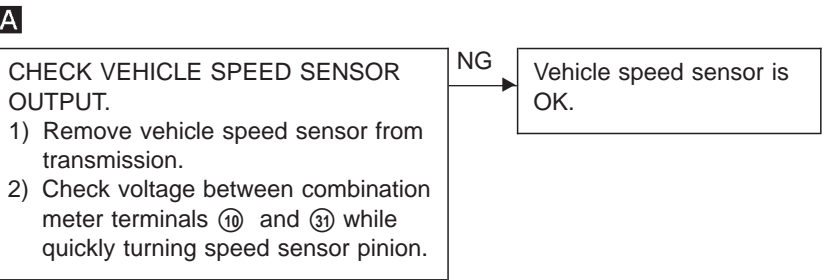 A
CHECK VEHICLE SPEED SENSOR
OUTPUT.
1) Remove vehicle speed sensor from
transmission.
2) Check voltage between combination
meter terminals ⑩ and ㉛ while
quickly turning speed sensor pinion.
NG
Vehicle speed sensor is
OK.